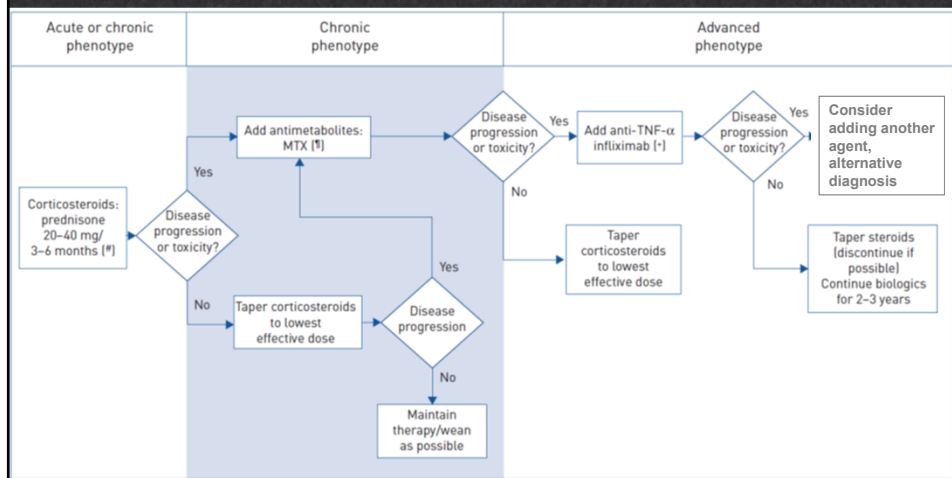 Acute or chronic
phenotype
Chronic
phenotype
Advanced
phenotype
Corticosteroids:
prednisone
20–40 mg/
3–6 months (#)
Disease
progression
or toxicity?
Yes
No
Add antimetabolites:
MTX (¶)
Taper corticosteroids
to lowest
effective dose
Disease
progression
Yes
No
Maintain
therapy/wean
as possible
Disease
progression
or toxicity?
Yes
No
Add anti-TNF-α
infliximab (+)
Taper
corticosteroids
to lowest
effective dose
Disease
progression
or toxicity?
Yes
No
Consider
adding another
agent,
alternative
diagnosis
Taper steroids
(discontinue if
possible)
Continue biologics
for 2–3 years